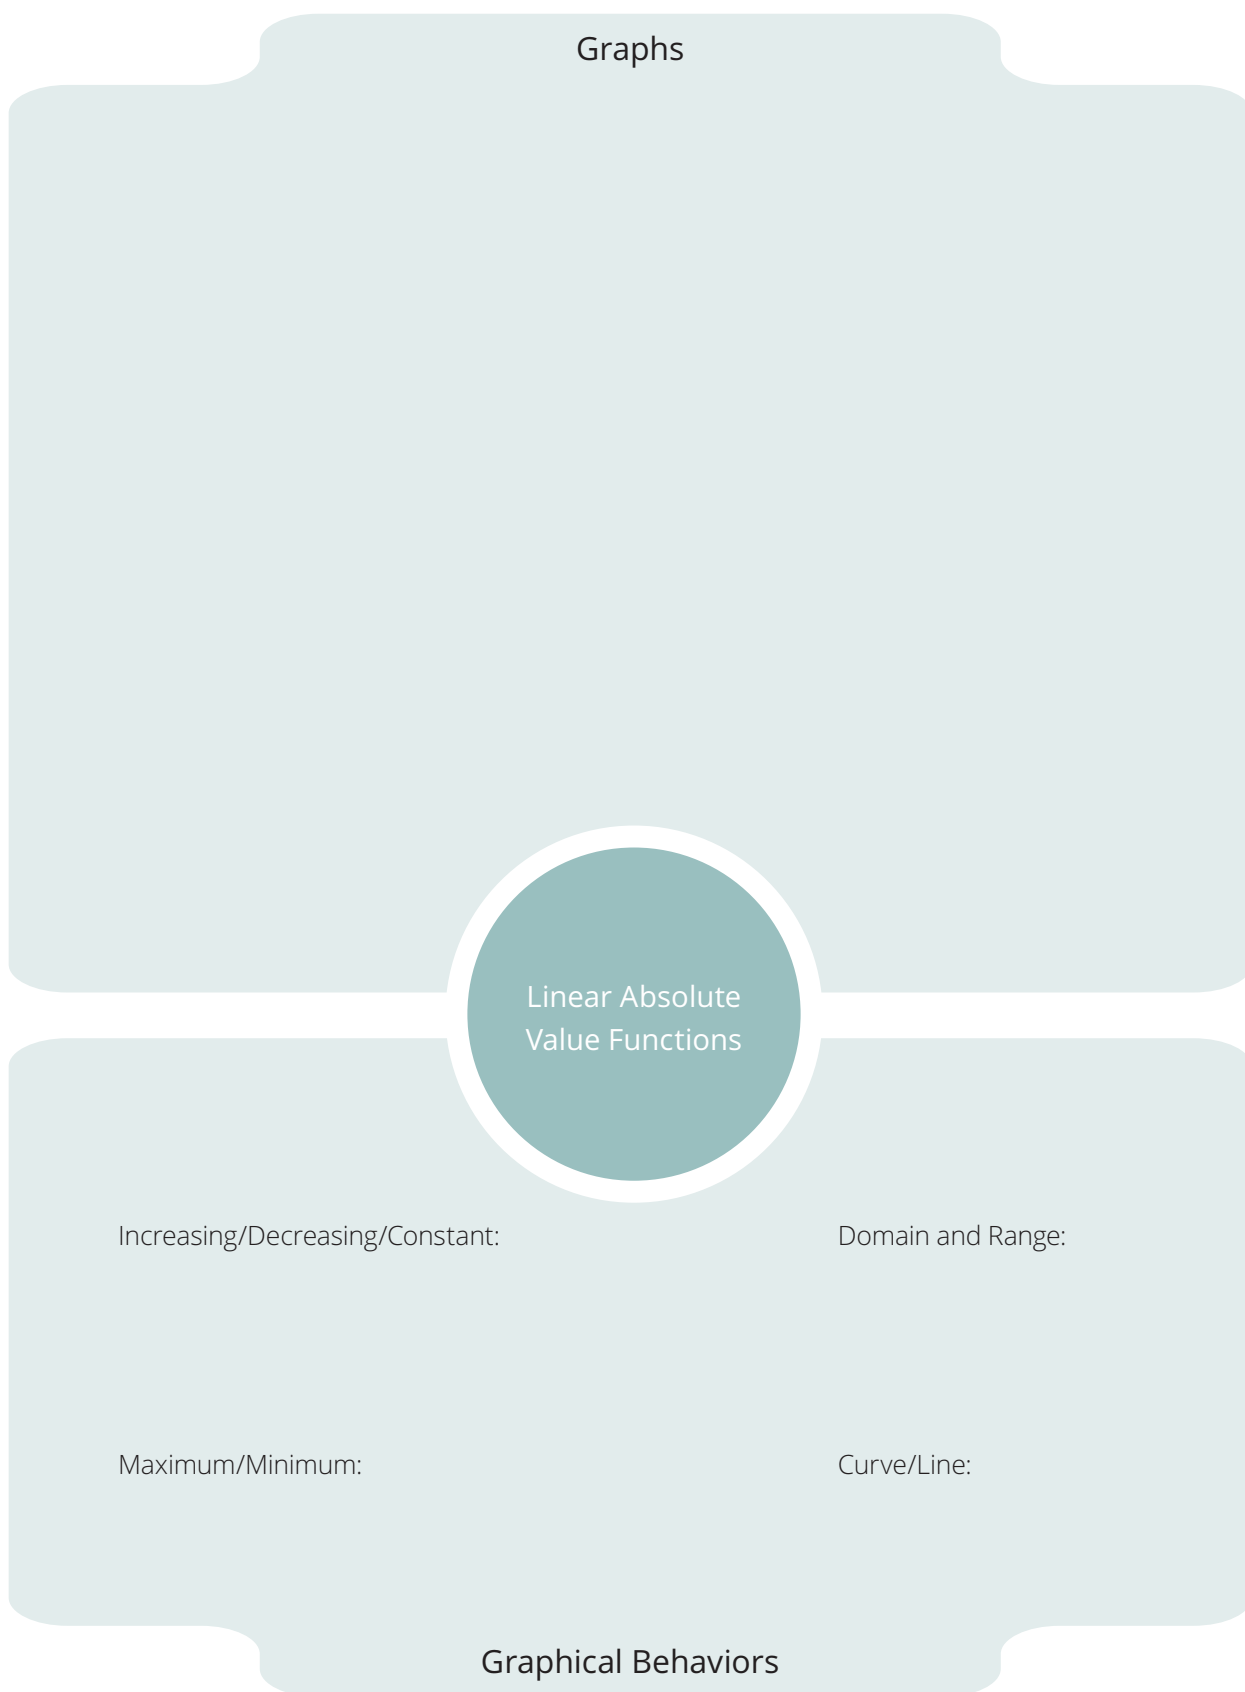 Graphs
Linear Absolute
Value Functions
Increasing/Decreasing/Constant:
Domain and Range:
Maximum/Minimum:
Curve/Line:
Graphical Behaviors